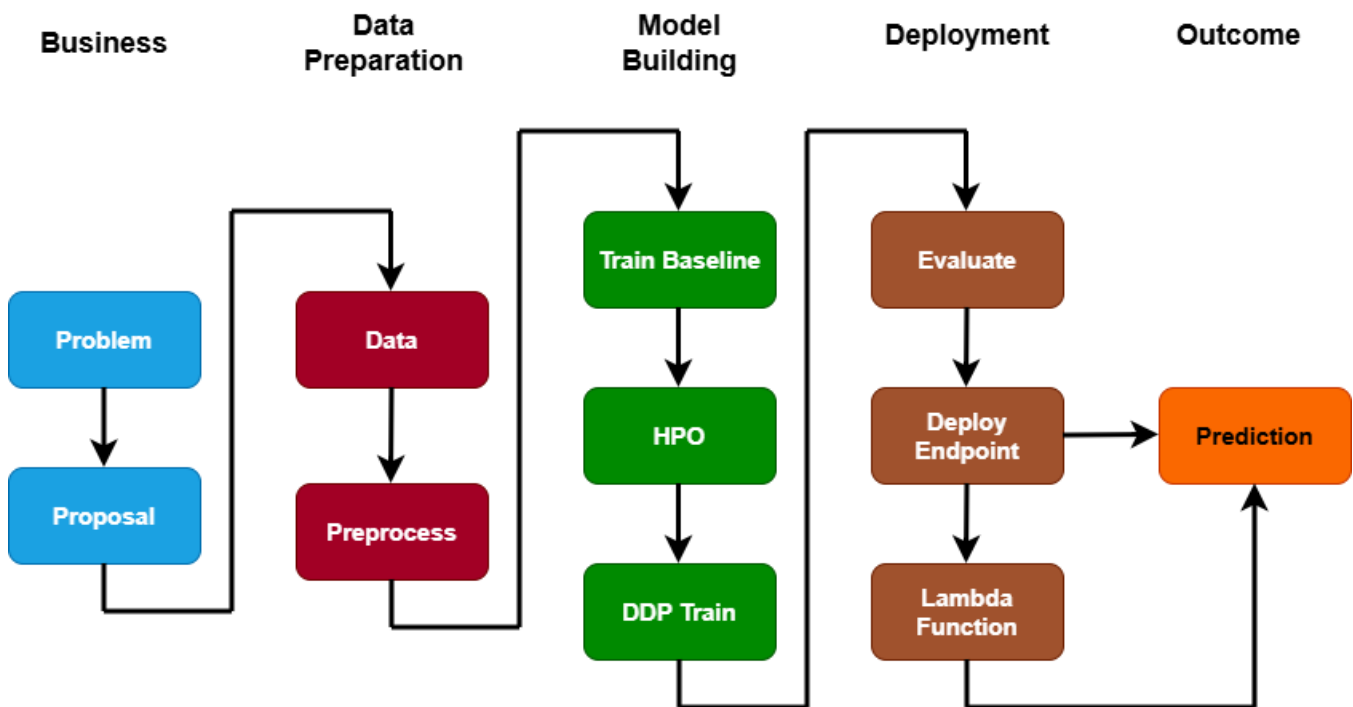 Business
Data
Preparation
Model
Building
Deployment
Outcome
Problem
Proposal
Data
Preprocess
Train Baseline
HPO
DDP Train
Evaluate
Deploy
Endpoint
Lambda
Function
Prediction